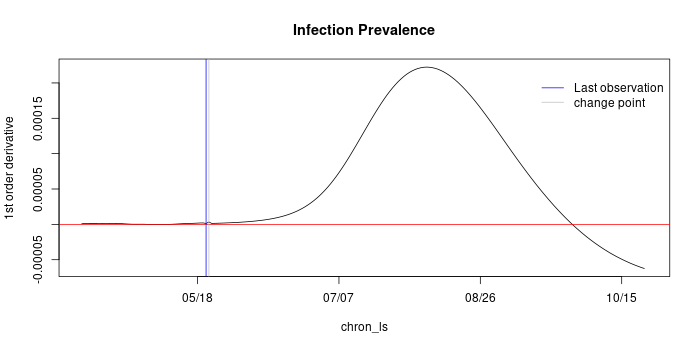 Infection Prevalence
1st order derivative
0.00015
0.00005
-0.00005
Last observation
change point
05/18
07/07
08/26
10/15
chron_ls